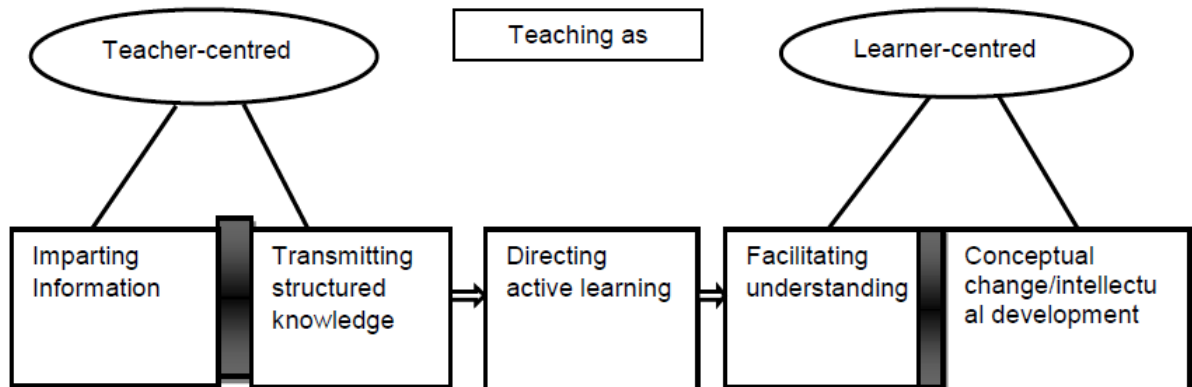 Teacher-centred
Teaching as
Learner-centred
Imparting
Information
Transmitting
structured
knowledge
Directing
active learning
Facilitating
understanding
Conceptual
change/intellectu
al development